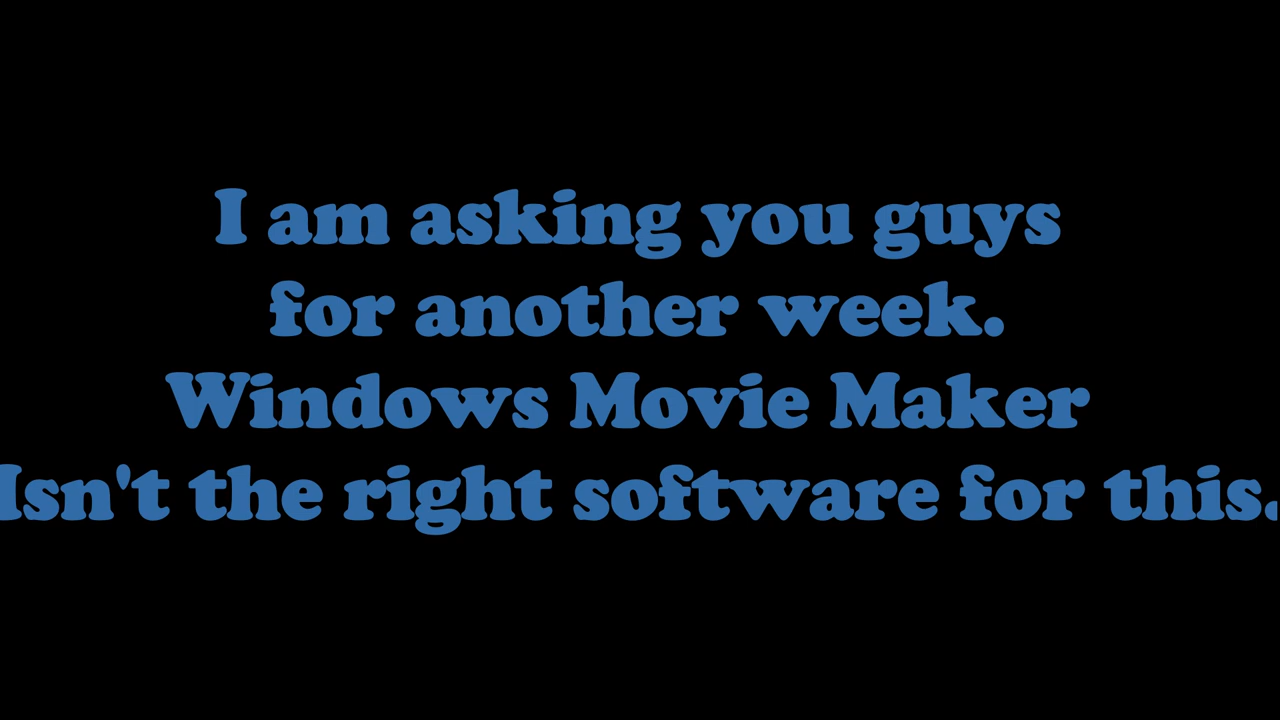 I am asking you guys
for another week.
Windows Movie Maker
Isn't the right software for this.